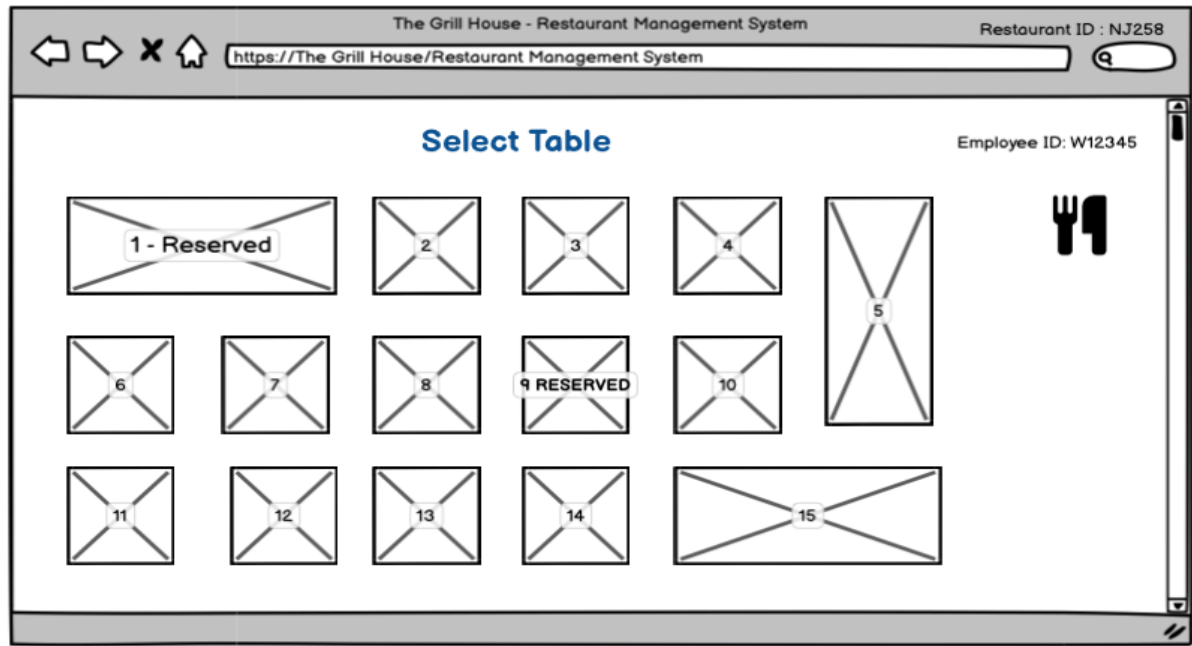 The Grill House - Restaurant Management System
Restaurant ID : NJ258
https://The Grill House/Restaurant Management System
Select Table
Employee ID: W12345
1 - Reserved
2
3
4
5
6
7
8
9 RESERVED
10
11
12
13
14
15